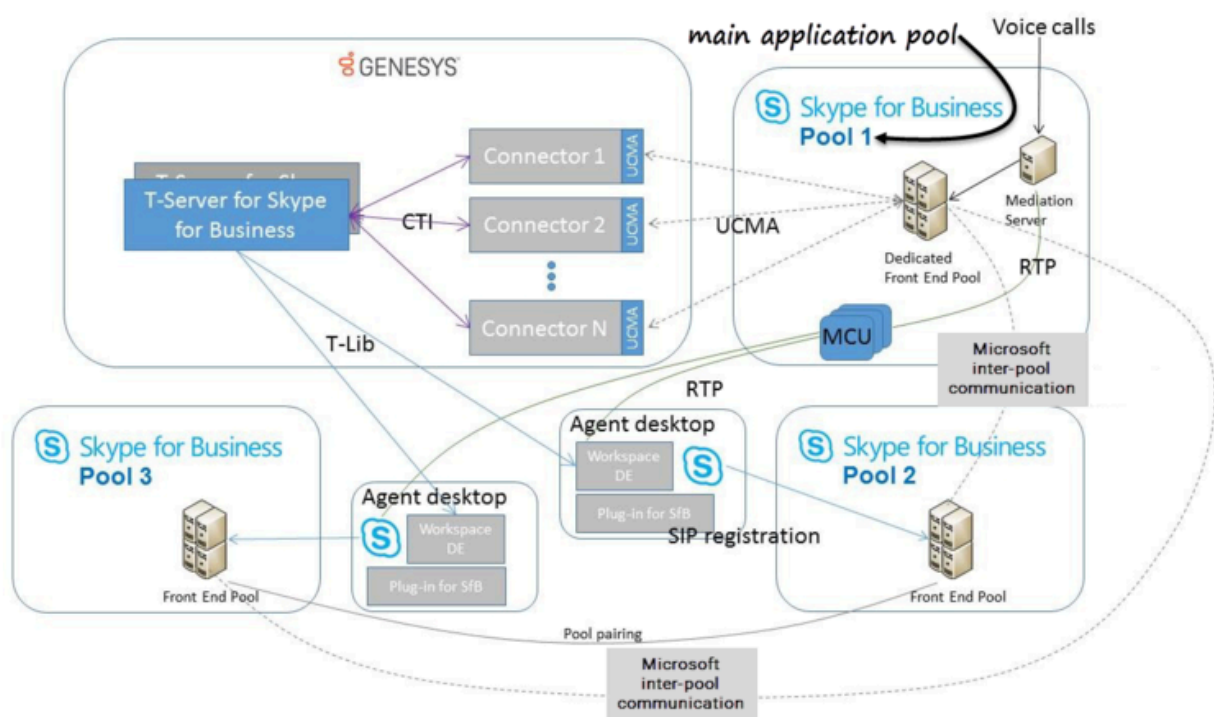 main application pool
Voice calls
GENESYS
Skype for Business
Pool 1
T-Server for Skype
for Business
Connector 1
UCMA
Connector 2
UCMA
Connector N
UCMA
CTI
UCMA
Mediation
Server
Dedicated
Front End Pool
RTP
MCU
T-Lib
Microsoft
inter-pool
communication
RTP
Skype for Business
Pool 3
Front End Pool
Agent desktop
Workspace
DE
Plug-in for SfB
Agent desktop
Workspace
DE
Plug-in for SfB
SIP registration
Skype for Business
Pool 2
Front End Pool
Pool pairing
Microsoft
inter-pool
communication